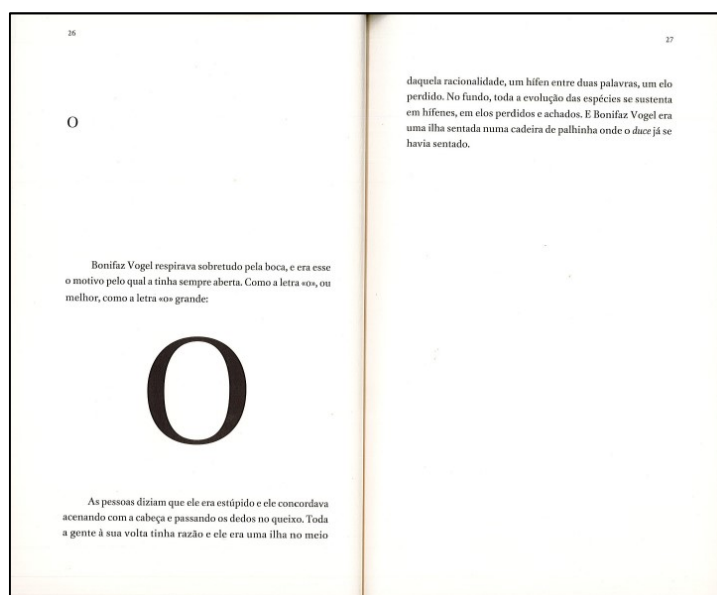 26
O
Bonifaz Vogel respirava sobretudo pela boca, e era esse
o motivo pelo qual a tinha sempre aberta. Como a letra «o», ou
melhor, como a letra «o» grande:
O
As pessoas diziam que ele era estúpido e ele concordava
acenando com a cabeça e passando os dedos no queixo. Toda
a gente à sua volta tinha razão e ele era uma ilha no meio
27
daquela racionalidade, um hífen entre duas palavras, um elo
perdido. No fundo, toda a evolução das espécies se sustenta
em hífenes, em elos perdidos e achados. E Bonifaz Vogel era
uma ilha sentada numa cadeira de palhinha onde o duce já se
havia sentado.